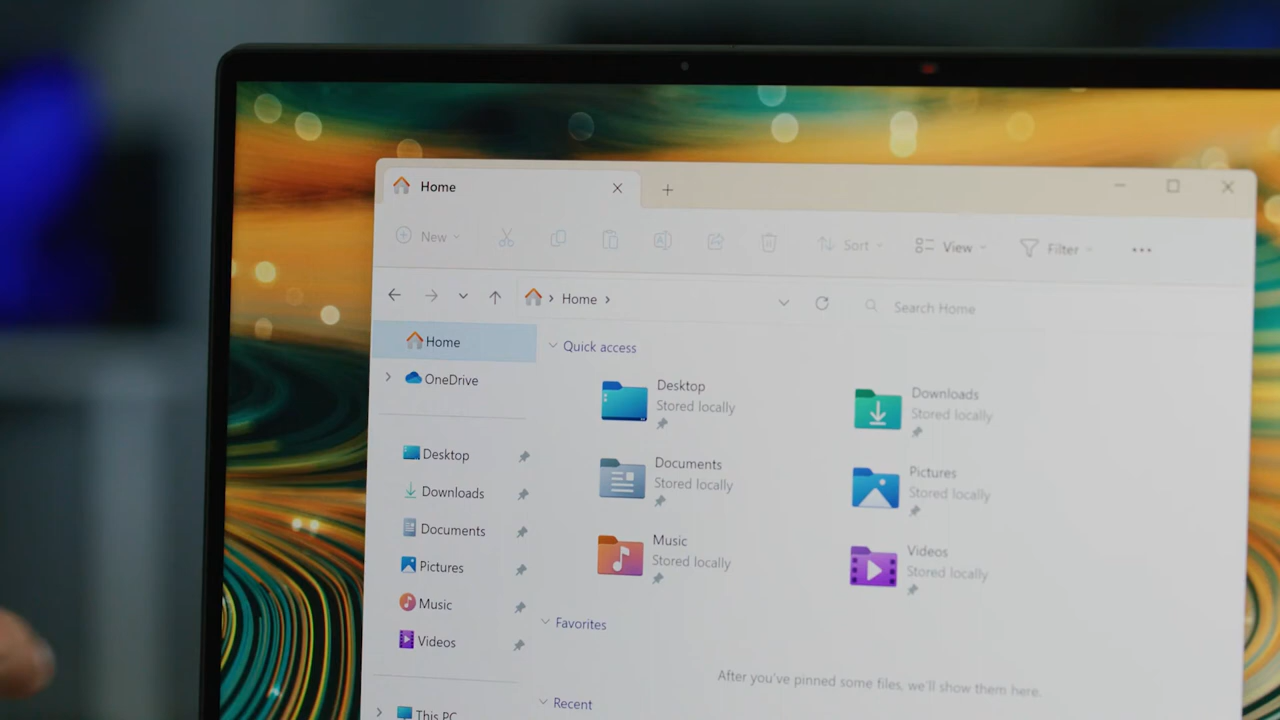 Home
New
Sort
View
Filter
Home
Search Home
Home
OneDrive
Desktop
Downloads
Documents
Pictures
Music
Videos
This PC
Quick access
Desktop
Stored locally
Downloads
Stored locally
Documents
Stored locally
Pictures
Stored locally
Music
Stored locally
Videos
Stored locally
Favorites
After you've pinned some files, we'll show them here.
Recent